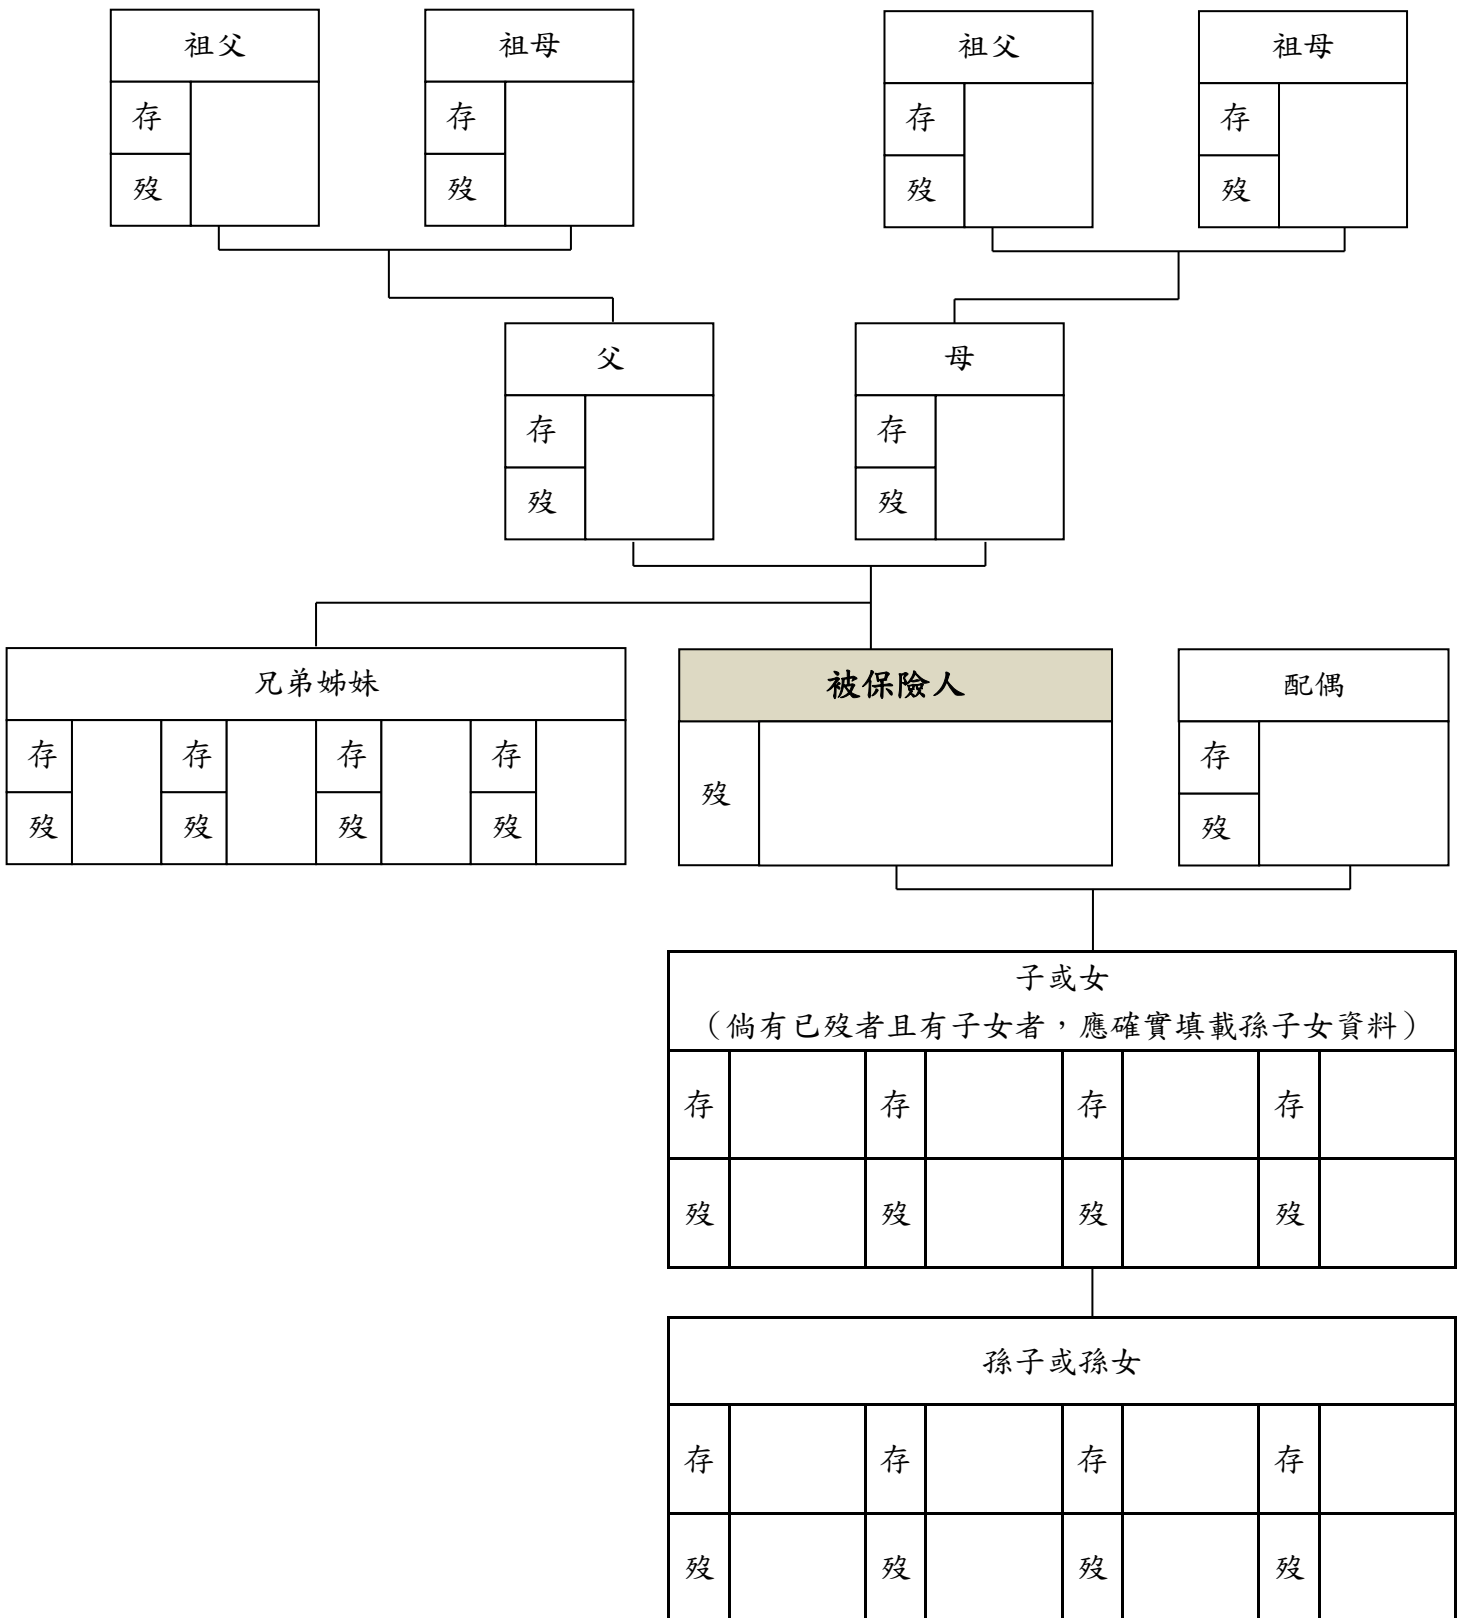 祖父 祖母 祖父 祖母
存 存 存 存
歿 歿 歿 歿
父 母
存 存
歿 歿
兄弟姊妹 被保險人 配偶
存 存 存 存 存
歿 歿 歿 歿 歿 歿
子或女
（倘有已歿者且有子女者，應確實填載孫子女資料）
存 存 存 存
歿 歿 歿 歿
孫子或孫女
存 存 存 存
歿 歿 歿 歿